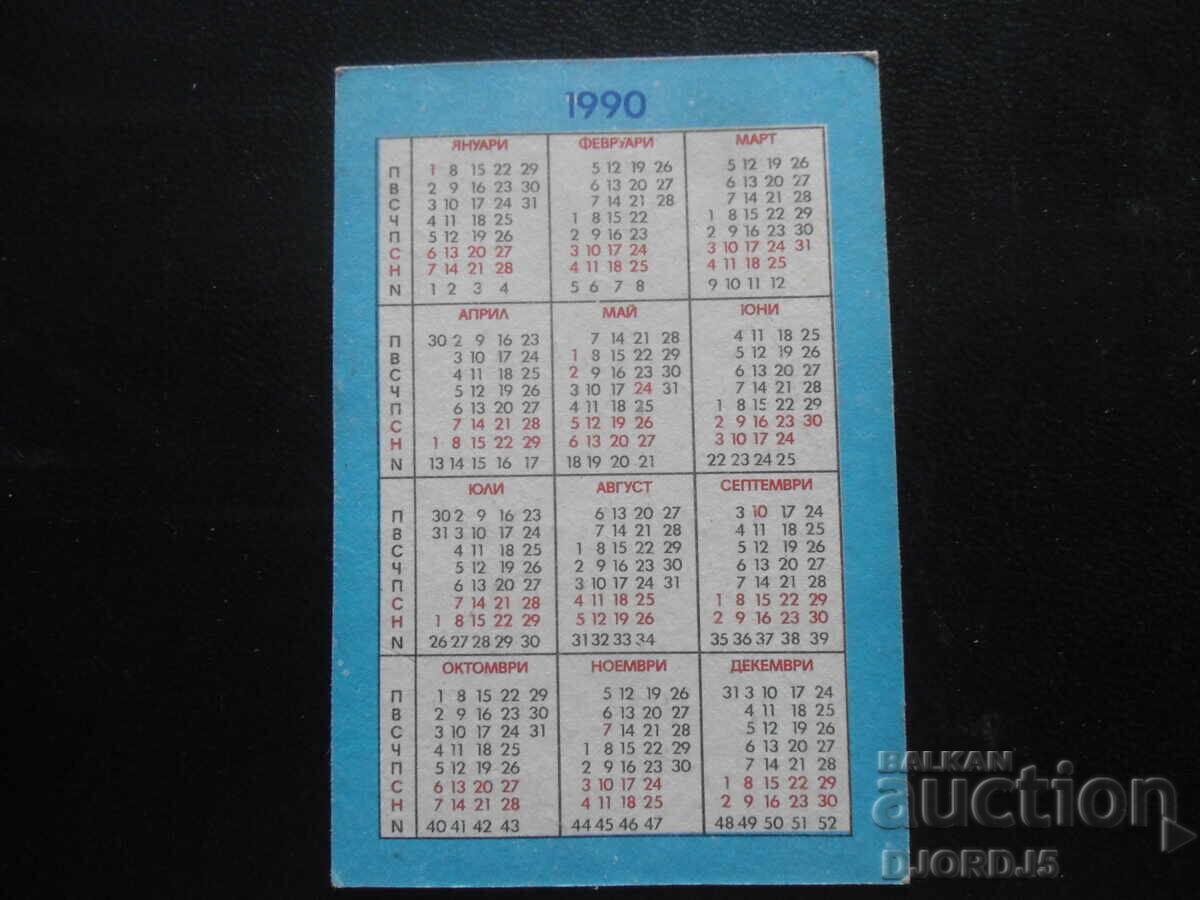 1990
ЯНУАРИ ФЕВРУАРИ МАРТ
П 1 8 15 22 29 5 12 19 26 5 12 19 26
В 2 9 16 23 30 6 13 20 27 6 13 20 27
С 3 10 17 24 31 7 14 21 28 7 14 21 28
Ч 4 11 18 25 1 8 15 22 1 8 15 22 29
П 5 12 19 26 2 9 16 23 2 9 16 23 30
С 6 13 20 27 3 10 17 24 3 10 17 24 31
Н 7 14 21 28 4 11 18 25 4 11 18 25
N 1 2 3 4 5 6 7 8 9 10 11 12
АПРИЛ МАЙ ЮНИ
П 30 2 9 16 23 7 14 21 28 4 11 18 25
В 3 10 17 24 1 8 15 22 29 5 12 19 26
С 4 11 18 25 2 9 16 23 30 6 13 20 27
Ч 5 12 19 26 3 10 17 24 31 7 14 21 28
П 6 13 20 27 4 11 18 25 1 8 15 22 29
С 7 14 21 28 5 12 19 26 2 9 16 23 30
Н 1 8 15 22 29 6 13 20 27 3 10 17 24
N 13 14 15 16 17 18 19 20 21 22 23 24 25
ЮЛИ АВГУСТ СЕПТЕМВРИ
П 30 2 9 16 23 6 13 20 27 3 10 17 24
В 31 3 10 17 24 7 14 21 28 4 11 18 25
С 4 11 18 25 1 8 15 22 29 5 12 19 26
Ч 5 12 19 26 2 9 16 23 30 6 13 20 27
П 6 13 20 27 3 10 17 24 31 7 14 21 28
С 7 14 21 28 4 11 18 25 1 8 15 22 29
Н 1 8 15 22 29 5 12 19 26 2 9 16 23 30
N 26 27 28 29 30 31 32 33 34 35 36 37 38 39
ОКТОМВРИ НОЕМВРИ ДЕКЕМВРИ
П 1 8 15 22 29 5 12 19 26 31 3 10 17 24
В 2 9 16 23 30 6 13 20 27 4 11 18 25
С 3 10 17 24 31 7 14 21 28 5 12 19 26
Ч 4 11 18 25 1 8 15 22 29 6 13 20 27
П 5 12 19 26 2 9 16 23 30 7 14 21 28
С 6 13 20 27 3 10 17 24 1 8 15 22 29
Н 7 14 21 28 4 11 18 25 2 9 16 23 30
N 40 41 42 43 44 45 46 47 48 49 50 51 52
BALKAN
auction
DJORDJ5